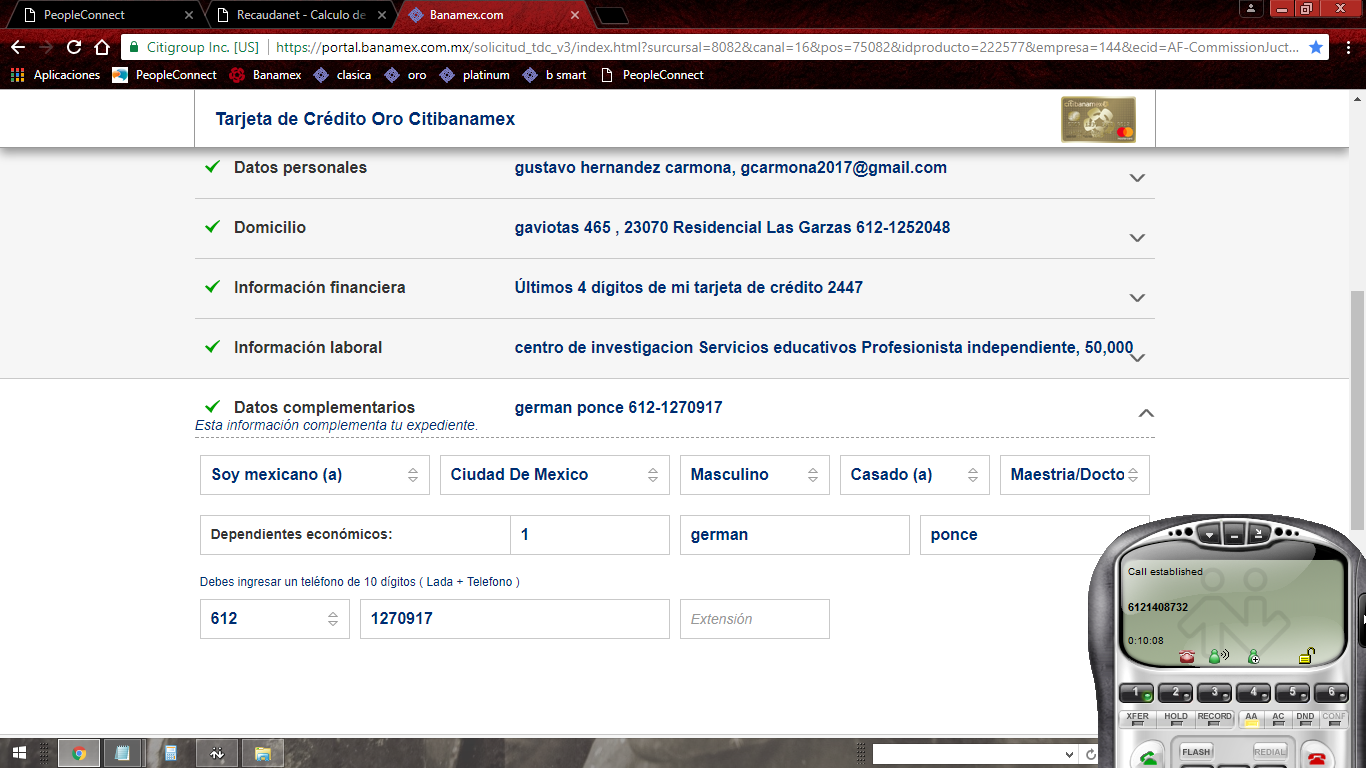 PeopleConnect
Recaudanet - Calculo de
Banamex.com
Citigroup Inc. [US] https://portal.banamex.com.mx/solicitud_tdc_v3/index.html?surcursal=8082&canal=16&pos=75082&idproducto=222577&empresa=144&ecid=AF-CommissionJuct...
Aplicaciones PeopleConnect Banamex clasica oro platinum b smart PeopleConnect
Tarjeta de Crédito Oro Citibanamex
citibanamex
Datos personales gustavo hernandez carmona, gcarmona2017@gmail.com
Domicilio gaviotas 465 , 23070 Residencial Las Garzas 612-1252048
Información financiera Últimos 4 dígitos de mi tarjeta de crédito 2447
Información laboral centro de investigacion Servicios educativos Profesionista independiente, 50,000
Datos complementarios german ponce 612-1270917
Esta información complementa tu expediente.
Soy mexicano (a) Ciudad De Mexico Masculino Casado (a) Maestria/Docto
Dependientes económicos: 1 german ponce
Debes ingresar un teléfono de 10 dígitos ( Lada + Telefono )
612 1270917 Extensión
Call established
6121408732
0:10:08
1 2 3 4 5 6
XFER HOLD RECORD AA AC DND CONF
FLASH REDIAL